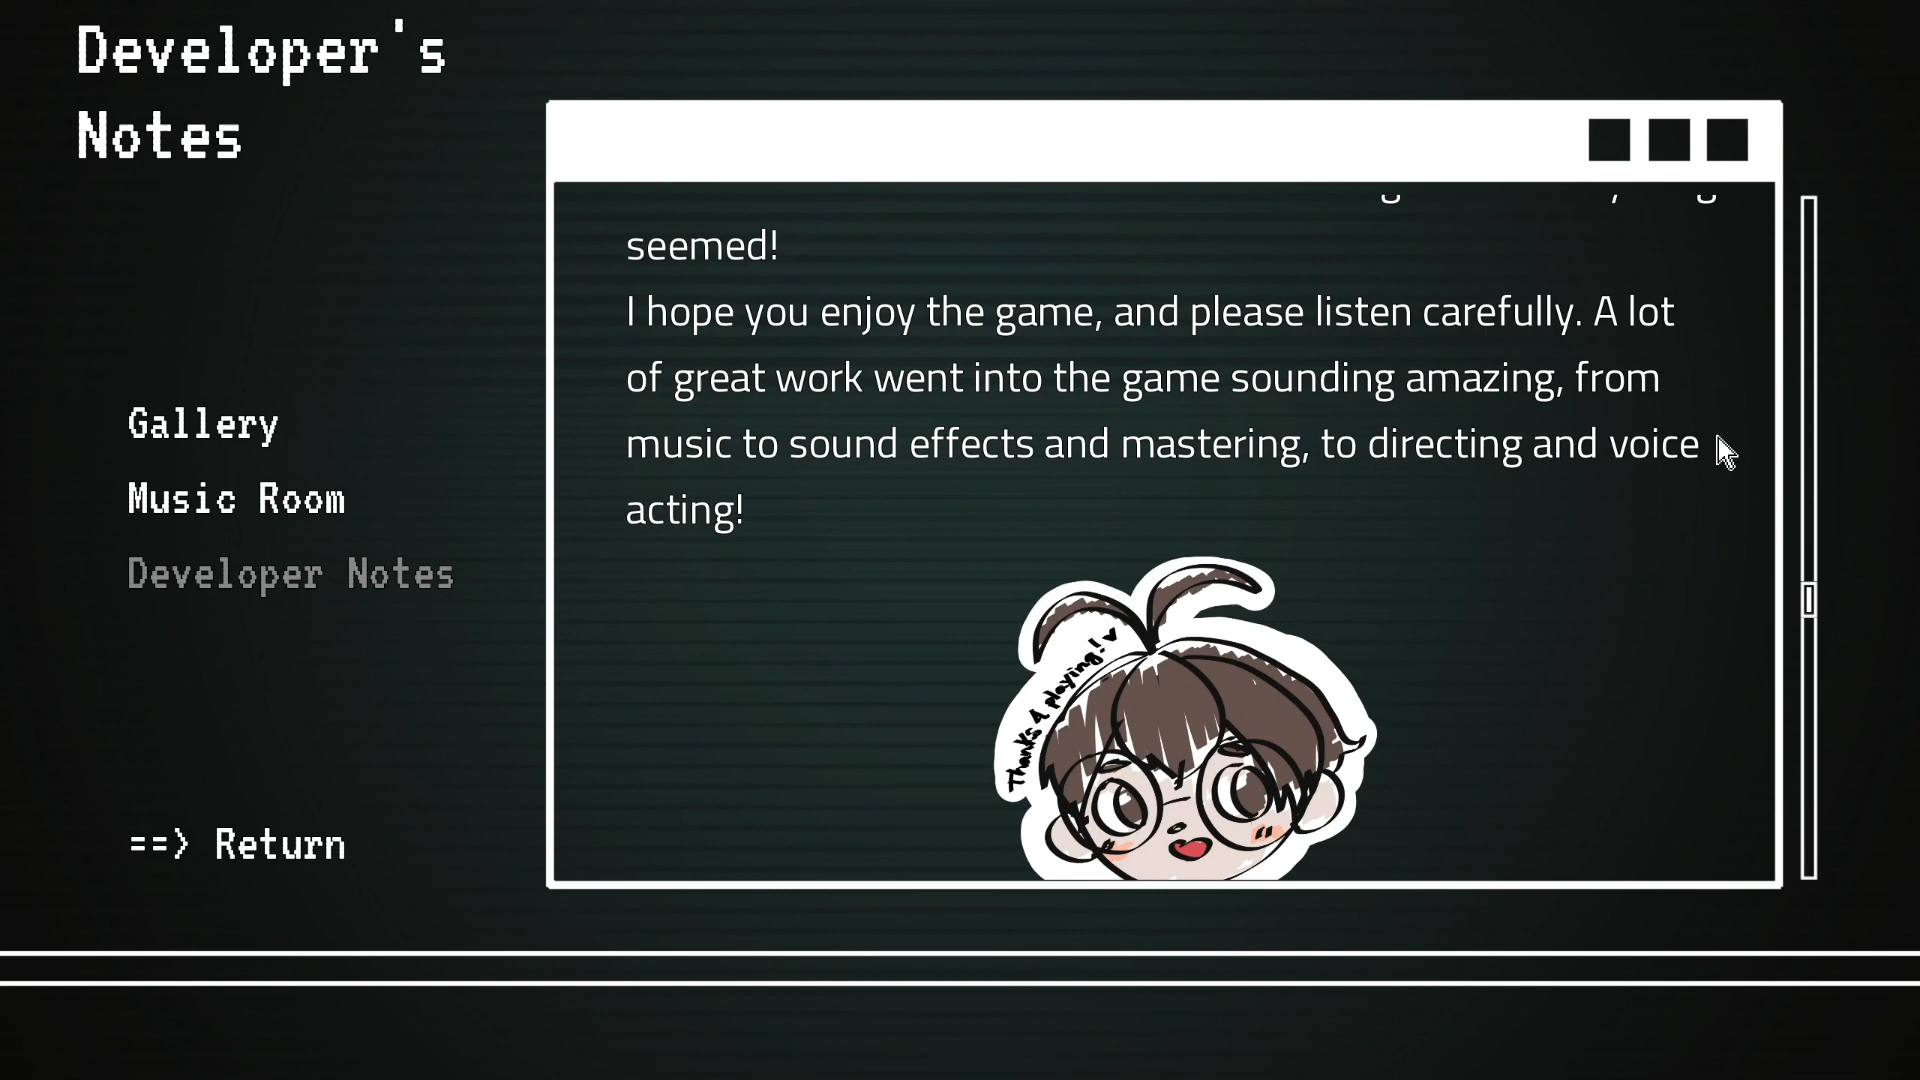 Developer's
Notes
seemed!
I hope you enjoy the game, and please listen carefully. A lot
of great work went into the game sounding amazing, from
music to sound effects and mastering, to directing and voice
acting!
Gallery
Music Room
Developer Notes
Thanks 4 playing!
==> Return